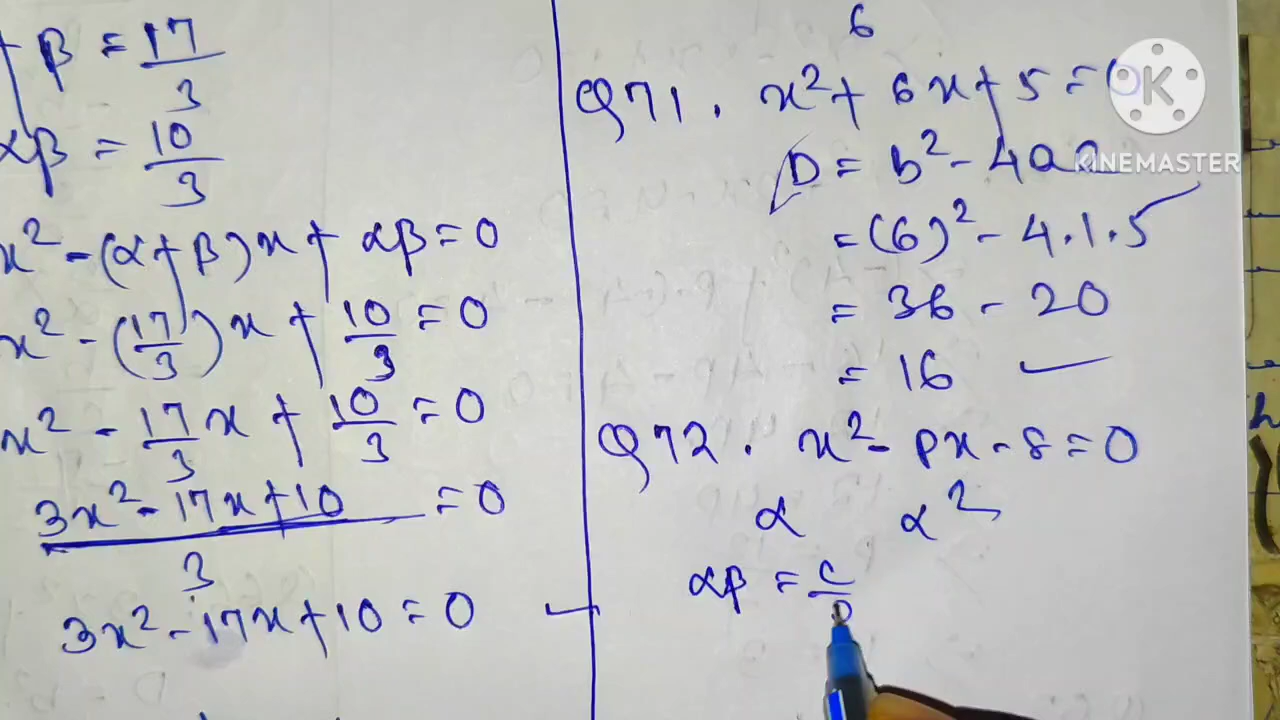 β = 17/3
αβ = 10/3
x² - (α + β)x + αβ = 0
x² - (17/3)x + 10/3 = 0
x² - 17/3 x + 10/3 = 0
3x² - 17x + 10 / 3 = 0
3x² - 17x + 10 = 0
6
Q71. x² + 6x + 5 = 0
D = b² - 4a
= (6)² - 4.1.5
= 36 - 20
= 16
Q72. x² - px - 8 = 0
α α²
αβ = c/
K
KINEMASTER